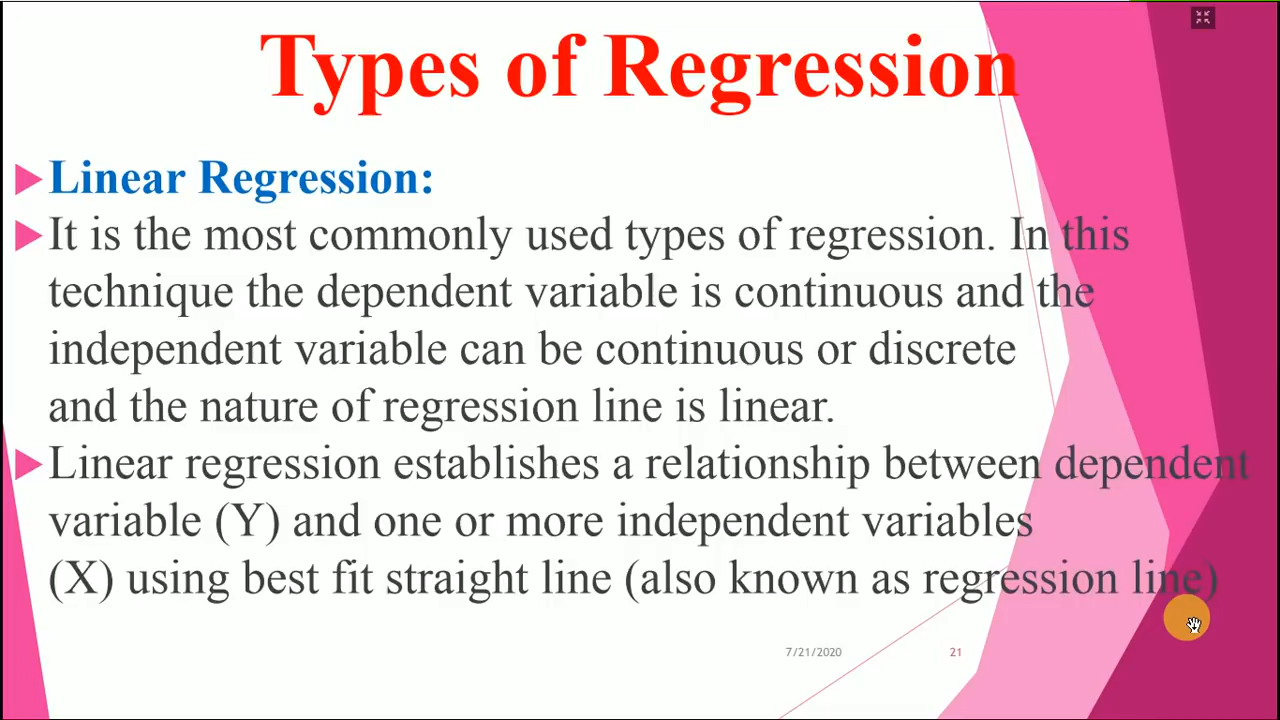 Types of Regression
Linear Regression:
It is the most commonly used types of regression. In this
technique the dependent variable is continuous and the
independent variable can be continuous or discrete
and the nature of regression line is linear.
Linear regression establishes a relationship between dependent
variable (Y) and one or more independent variables
(X) using best fit straight line (also known as regression line)
7/21/2020
21